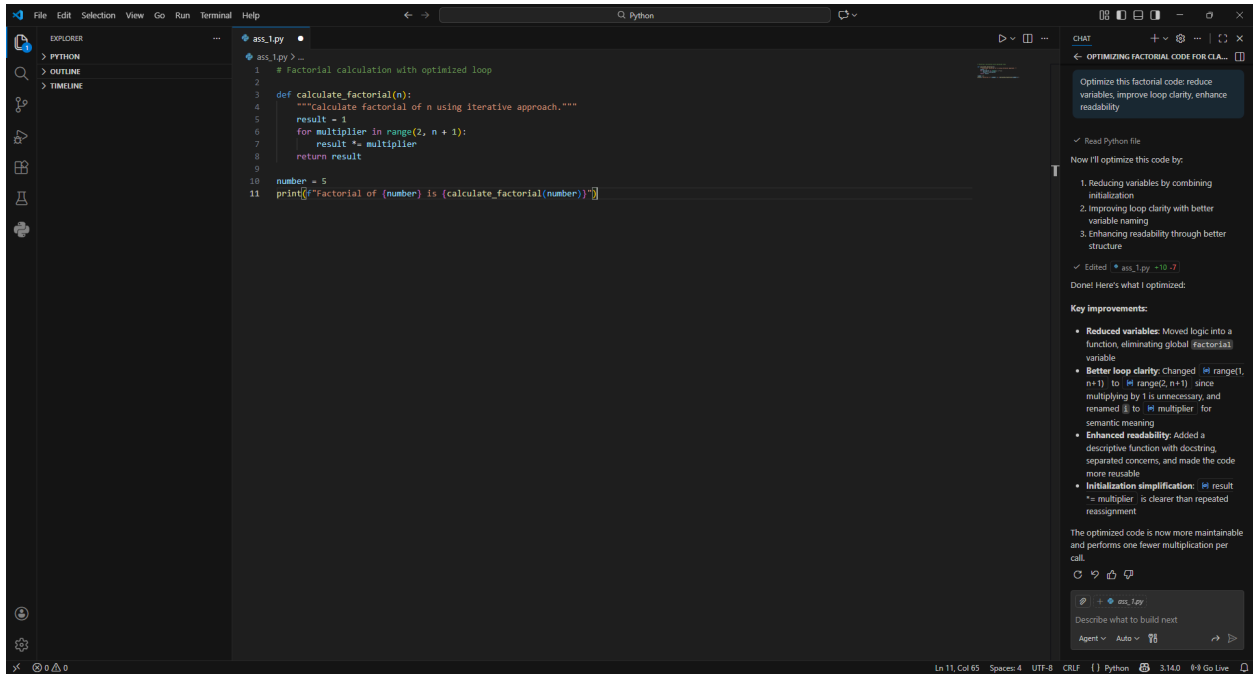 File Edit Selection View Go Run Terminal Help
Python
EXPLORER
PYTHON
OUTLINE
TIMELINE
1
ass_1.py
ass_1.py > ...
1 # Factorial calculation with optimized loop
2
3 def calculate_factorial(n):
4 """Calculate factorial of n using iterative approach."""
5 result = 1
6 for multiplier in range(2, n + 1):
7 result *= multiplier
8 return result
9
10 number = 5
11 print(f"Factorial of {number} is {calculate_factorial(number)}")
CHAT
OPTIMIZING FACTORIAL CODE FOR CLA...
Optimize this factorial code: reduce
variables, improve loop clarity, enhance
readability
Read Python file
Now I'll optimize this code by:
1. Reducing variables by combining
initialization
2. Improving loop clarity with better
variable naming
3. Enhancing readability through better
structure
Edited ass_1.py +10 -7
Done! Here's what I optimized:
Key improvements:
• Reduced variables: Moved logic into a
function, eliminating global factorial
variable
• Better loop clarity: Changed range(1,
n+1) to range(2, n+1) since
multiplying by 1 is unnecessary, and
renamed i to multiplier for
semantic meaning
• Enhanced readability: Added a
descriptive function with docstring,
separated concerns, and made the code
more reusable
• Initialization simplification: result
*= multiplier is clearer than repeated
reassignment
The optimized code is now more maintainable
and performs one fewer multiplication per
call.
ass_1.py
Describe what to build next
Agent Auto
0 0
Ln 11, Col 65 Spaces: 4 UTF-8 CRLF {} Python 3.14.0 Go Live